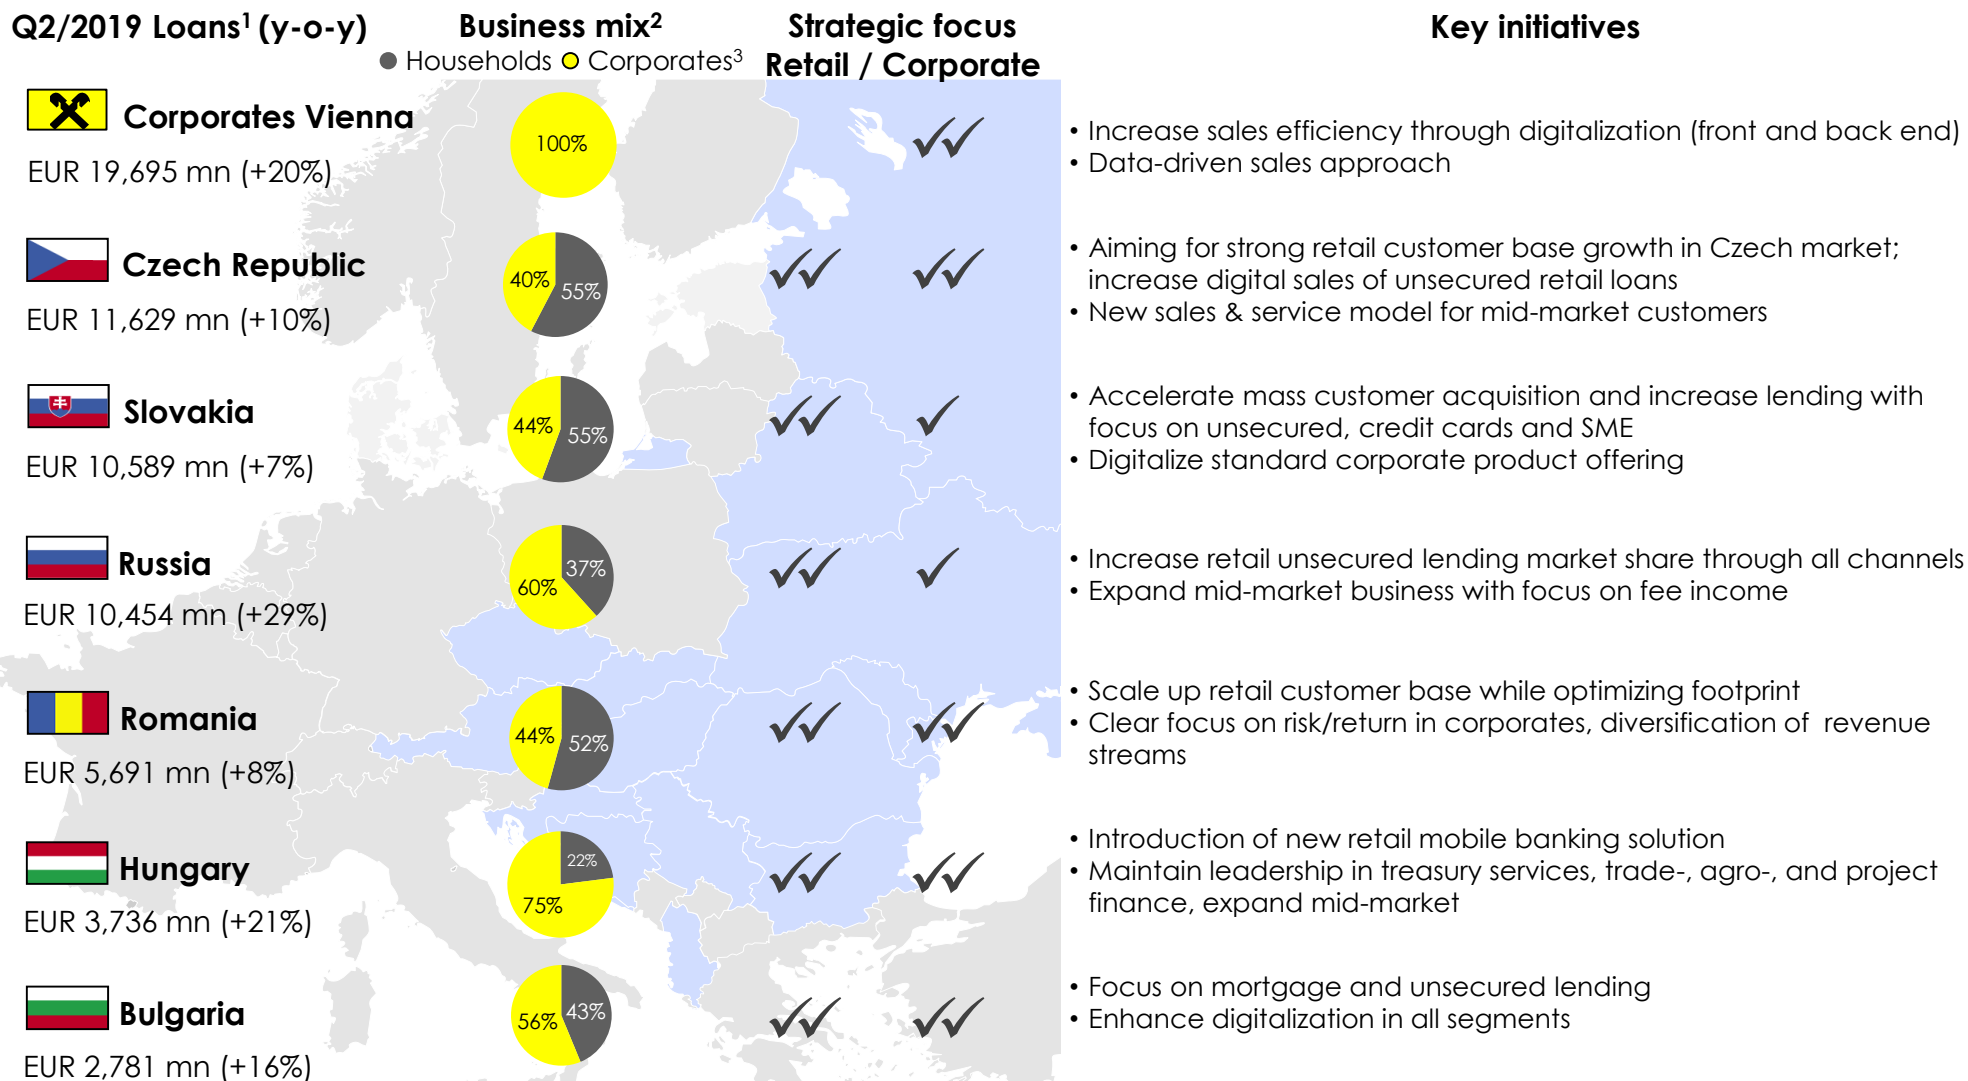 Q2/2019 Loans¹ (y-o-y)
Business mix²
Households Corporates³
Strategic focus
Retail / Corporate
Key initiatives
Corporates Vienna
EUR 19,695 mn (+20%)
100%
• Increase sales efficiency through digitalization (front and back end)
• Data-driven sales approach
Czech Republic
EUR 11,629 mn (+10%)
40%
55%
• Aiming for strong retail customer base growth in Czech market;
increase digital sales of unsecured retail loans
• New sales & service model for mid-market customers
Slovakia
EUR 10,589 mn (+7%)
44%
55%
• Accelerate mass customer acquisition and increase lending with
focus on unsecured, credit cards and SME
• Digitalize standard corporate product offering
Russia
EUR 10,454 mn (+29%)
60%
37%
• Increase retail unsecured lending market share through all channels
• Expand mid-market business with focus on fee income
Romania
EUR 5,691 mn (+8%)
44%
52%
• Scale up retail customer base while optimizing footprint
• Clear focus on risk/return in corporates, diversification of  revenue
streams
Hungary
EUR 3,736 mn (+21%)
22%
75%
• Introduction of new retail mobile banking solution
• Maintain leadership in treasury services, trade-, agro-, and project
finance, expand mid-market
Bulgaria
EUR 2,781 mn (+16%)
56%
43%
• Focus on mortgage and unsecured lending
• Enhance digitalization in all segments